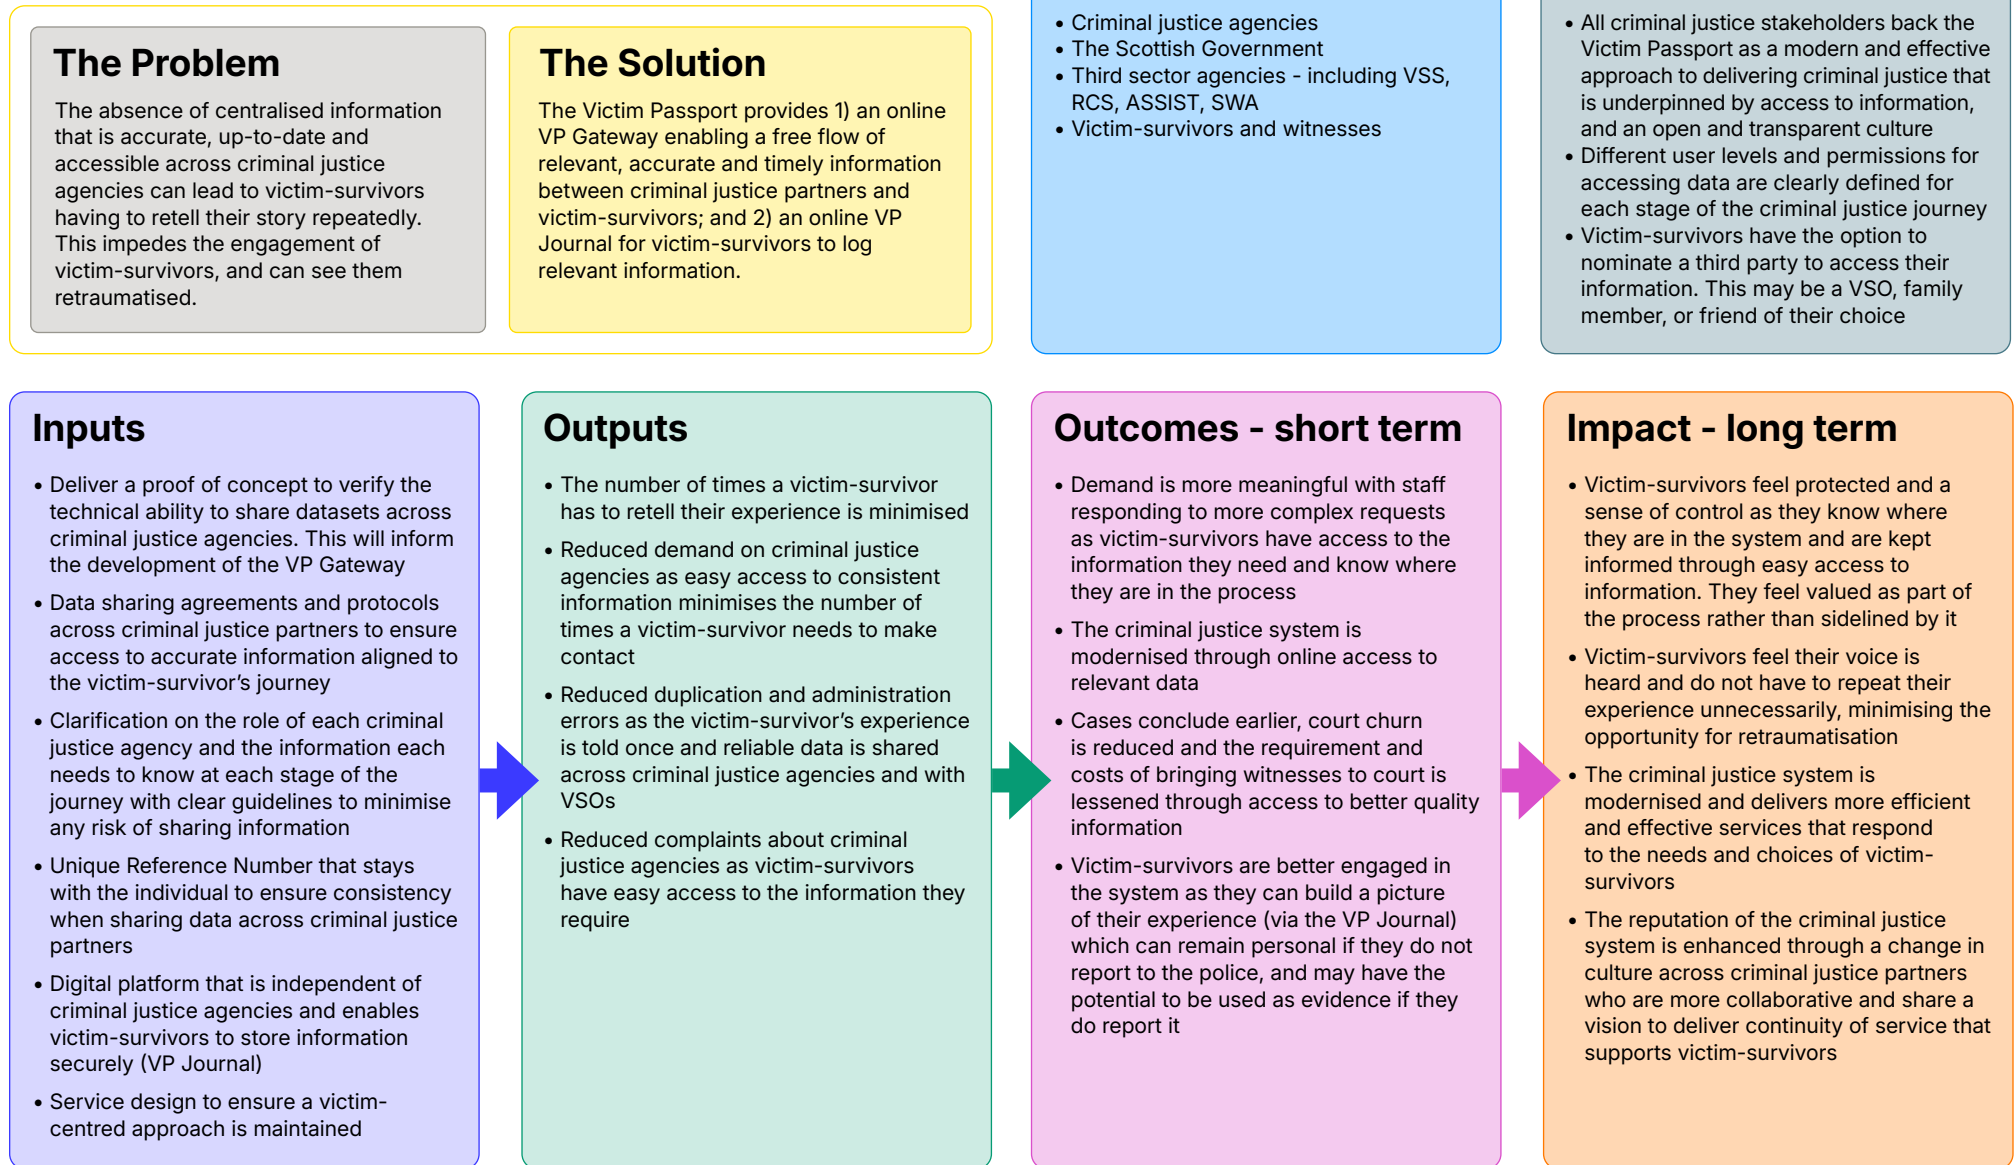 The Problem
The absence of centralised information
that is accurate, up-to-date and
accessible across criminal justice
agencies can lead to victim-survivors
having to retell their story repeatedly.
This impedes the engagement of
victim-survivors, and can see them
retraumatised.
The Solution
The Victim Passport provides 1) an online
VP Gateway enabling a free flow of
relevant, accurate and timely information
between criminal justice partners and
victim-survivors; and 2) an online VP
Journal for victim-survivors to log
relevant information.
• Criminal justice agencies
• The Scottish Government
• Third sector agencies - including VSS,
RCS, ASSIST, SWA
• Victim-survivors and witnesses
• All criminal justice stakeholders back the
Victim Passport as a modern and effective
approach to delivering criminal justice that
is underpinned by access to information,
and an open and transparent culture
• Different user levels and permissions for
accessing data are clearly defined for
each stage of the criminal justice journey
• Victim-survivors have the option to
nominate a third party to access their
information. This may be a VSO, family
member, or friend of their choice
Inputs
• Deliver a proof of concept to verify the
technical ability to share datasets across
criminal justice agencies. This will inform
the development of the VP Gateway
• Data sharing agreements and protocols
across criminal justice partners to ensure
access to accurate information aligned to
the victim-survivor’s journey
• Clarification on the role of each criminal
justice agency and the information each
needs to know at each stage of the
journey with clear guidelines to minimise
any risk of sharing information
• Unique Reference Number that stays
with the individual to ensure consistency
when sharing data across criminal justice
partners
• Digital platform that is independent of
criminal justice agencies and enables
victim-survivors to store information
securely (VP Journal)
• Service design to ensure a victim-
centred approach is maintained
Outputs
• The number of times a victim-survivor
has to retell their experience is minimised
• Reduced demand on criminal justice
agencies as easy access to consistent
information minimises the number of
times a victim-survivor needs to make
contact
• Reduced duplication and administration
errors as the victim-survivor’s experience
is told once and reliable data is shared
across criminal justice agencies and with
VSOs
• Reduced complaints about criminal
justice agencies as victim-survivors
have easy access to the information they
require
Outcomes - short term
• Demand is more meaningful with staff
responding to more complex requests
as victim-survivors have access to the
information they need and know where
they are in the process
• The criminal justice system is
modernised through online access to
relevant data
• Cases conclude earlier, court churn
is reduced and the requirement and
costs of bringing witnesses to court is
lessened through access to better quality
information
• Victim-survivors are better engaged in
the system as they can build a picture
of their experience (via the VP Journal)
which can remain personal if they do not
report to the police, and may have the
potential to be used as evidence if they
do report it
Impact - long term
• Victim-survivors feel protected and a
sense of control as they know where
they are in the system and are kept
informed through easy access to
information. They feel valued as part of
the process rather than sidelined by it
• Victim-survivors feel their voice is
heard and do not have to repeat their
experience unnecessarily, minimising the
opportunity for retraumatisation
• The criminal justice system is
modernised and delivers more efficient
and effective services that respond
to the needs and choices of victim-
survivors
• The reputation of the criminal justice
system is enhanced through a change in
culture across criminal justice partners
who are more collaborative and share a
vision to deliver continuity of service that
supports victim-survivors